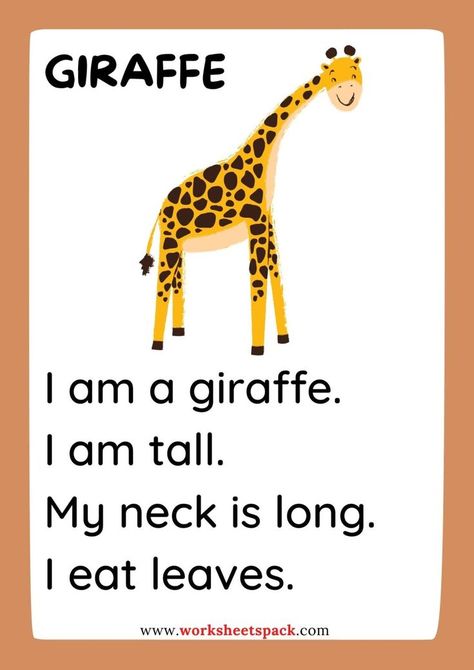 GIRAFFE
I am a giraffe.
I am tall.
My neck is long.
I eat leaves.
www.worksheetspack.com